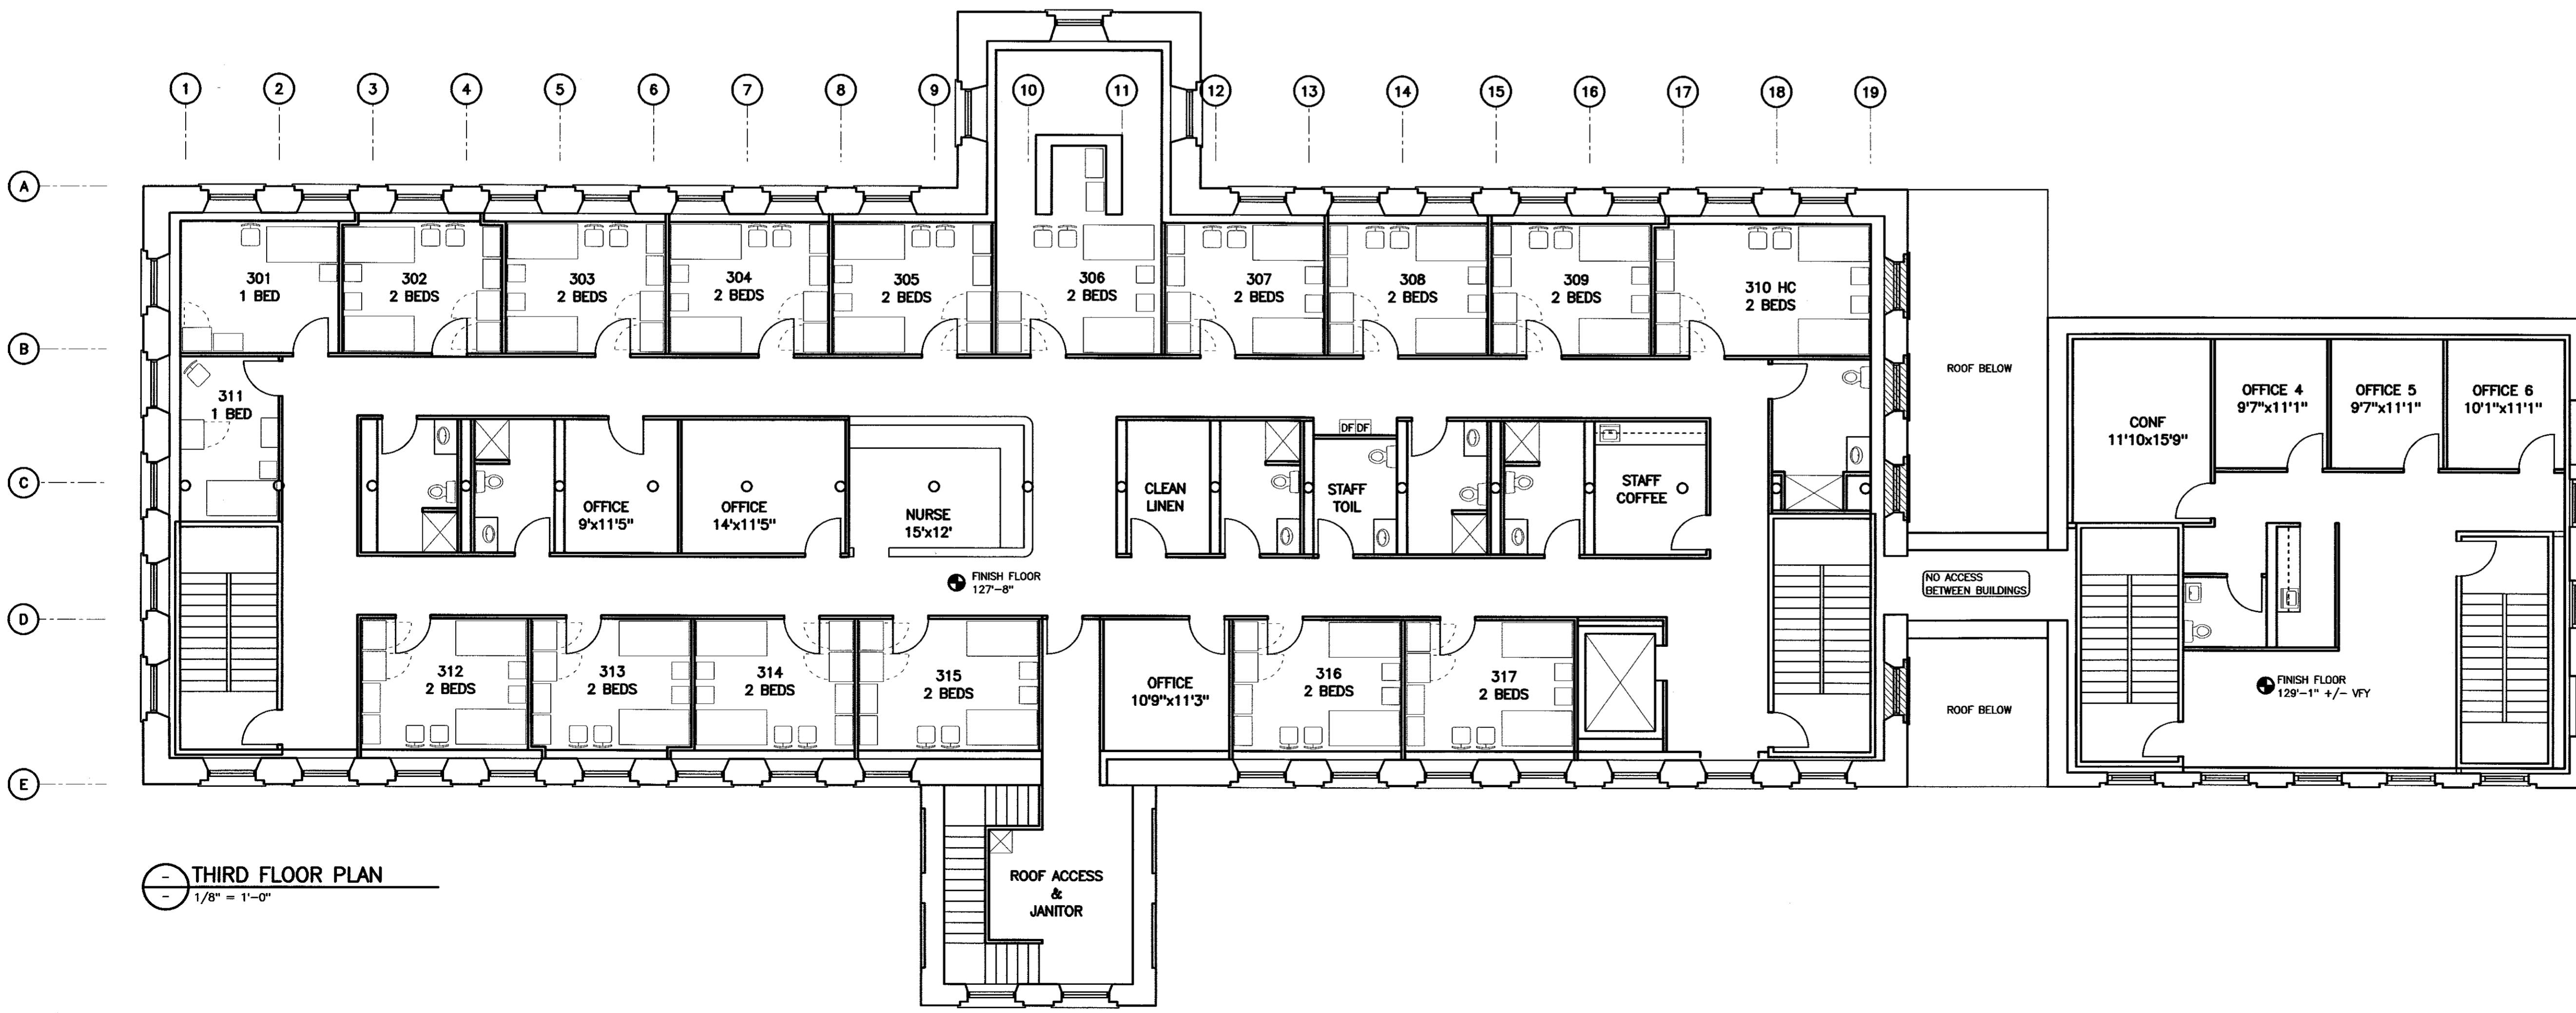 1 2 3 4 5 6 7 8 9 10 11 12 13 14 15 16 17 18 19
A
B
C
D
E
301
1 BED
302
2 BEDS
303
2 BEDS
304
2 BEDS
305
2 BEDS
306
2 BEDS
307
2 BEDS
308
2 BEDS
309
2 BEDS
310 HC
2 BEDS
311
1 BED
OFFICE
9'x11'5"
OFFICE
14'x11'5"
NURSE
15'x12'
CLEAN
LINEN
DF DF
STAFF
TOIL
STAFF
COFFEE
ROOF BELOW
CONF
11'10x15'9"
OFFICE 4
9'7"x11'1"
OFFICE 5
9'7"x11'1"
OFFICE 6
10'1"x11'1"
FINISH FLOOR
127'-8"
NO ACCESS
BETWEEN BUILDINGS
312
2 BEDS
313
2 BEDS
314
2 BEDS
315
2 BEDS
OFFICE
10'9"x11'3"
316
2 BEDS
317
2 BEDS
ROOF BELOW
FINISH FLOOR
129'-1" +/- VFY
ROOF ACCESS
&
JANITOR
THIRD FLOOR PLAN
1/8" = 1'-0"